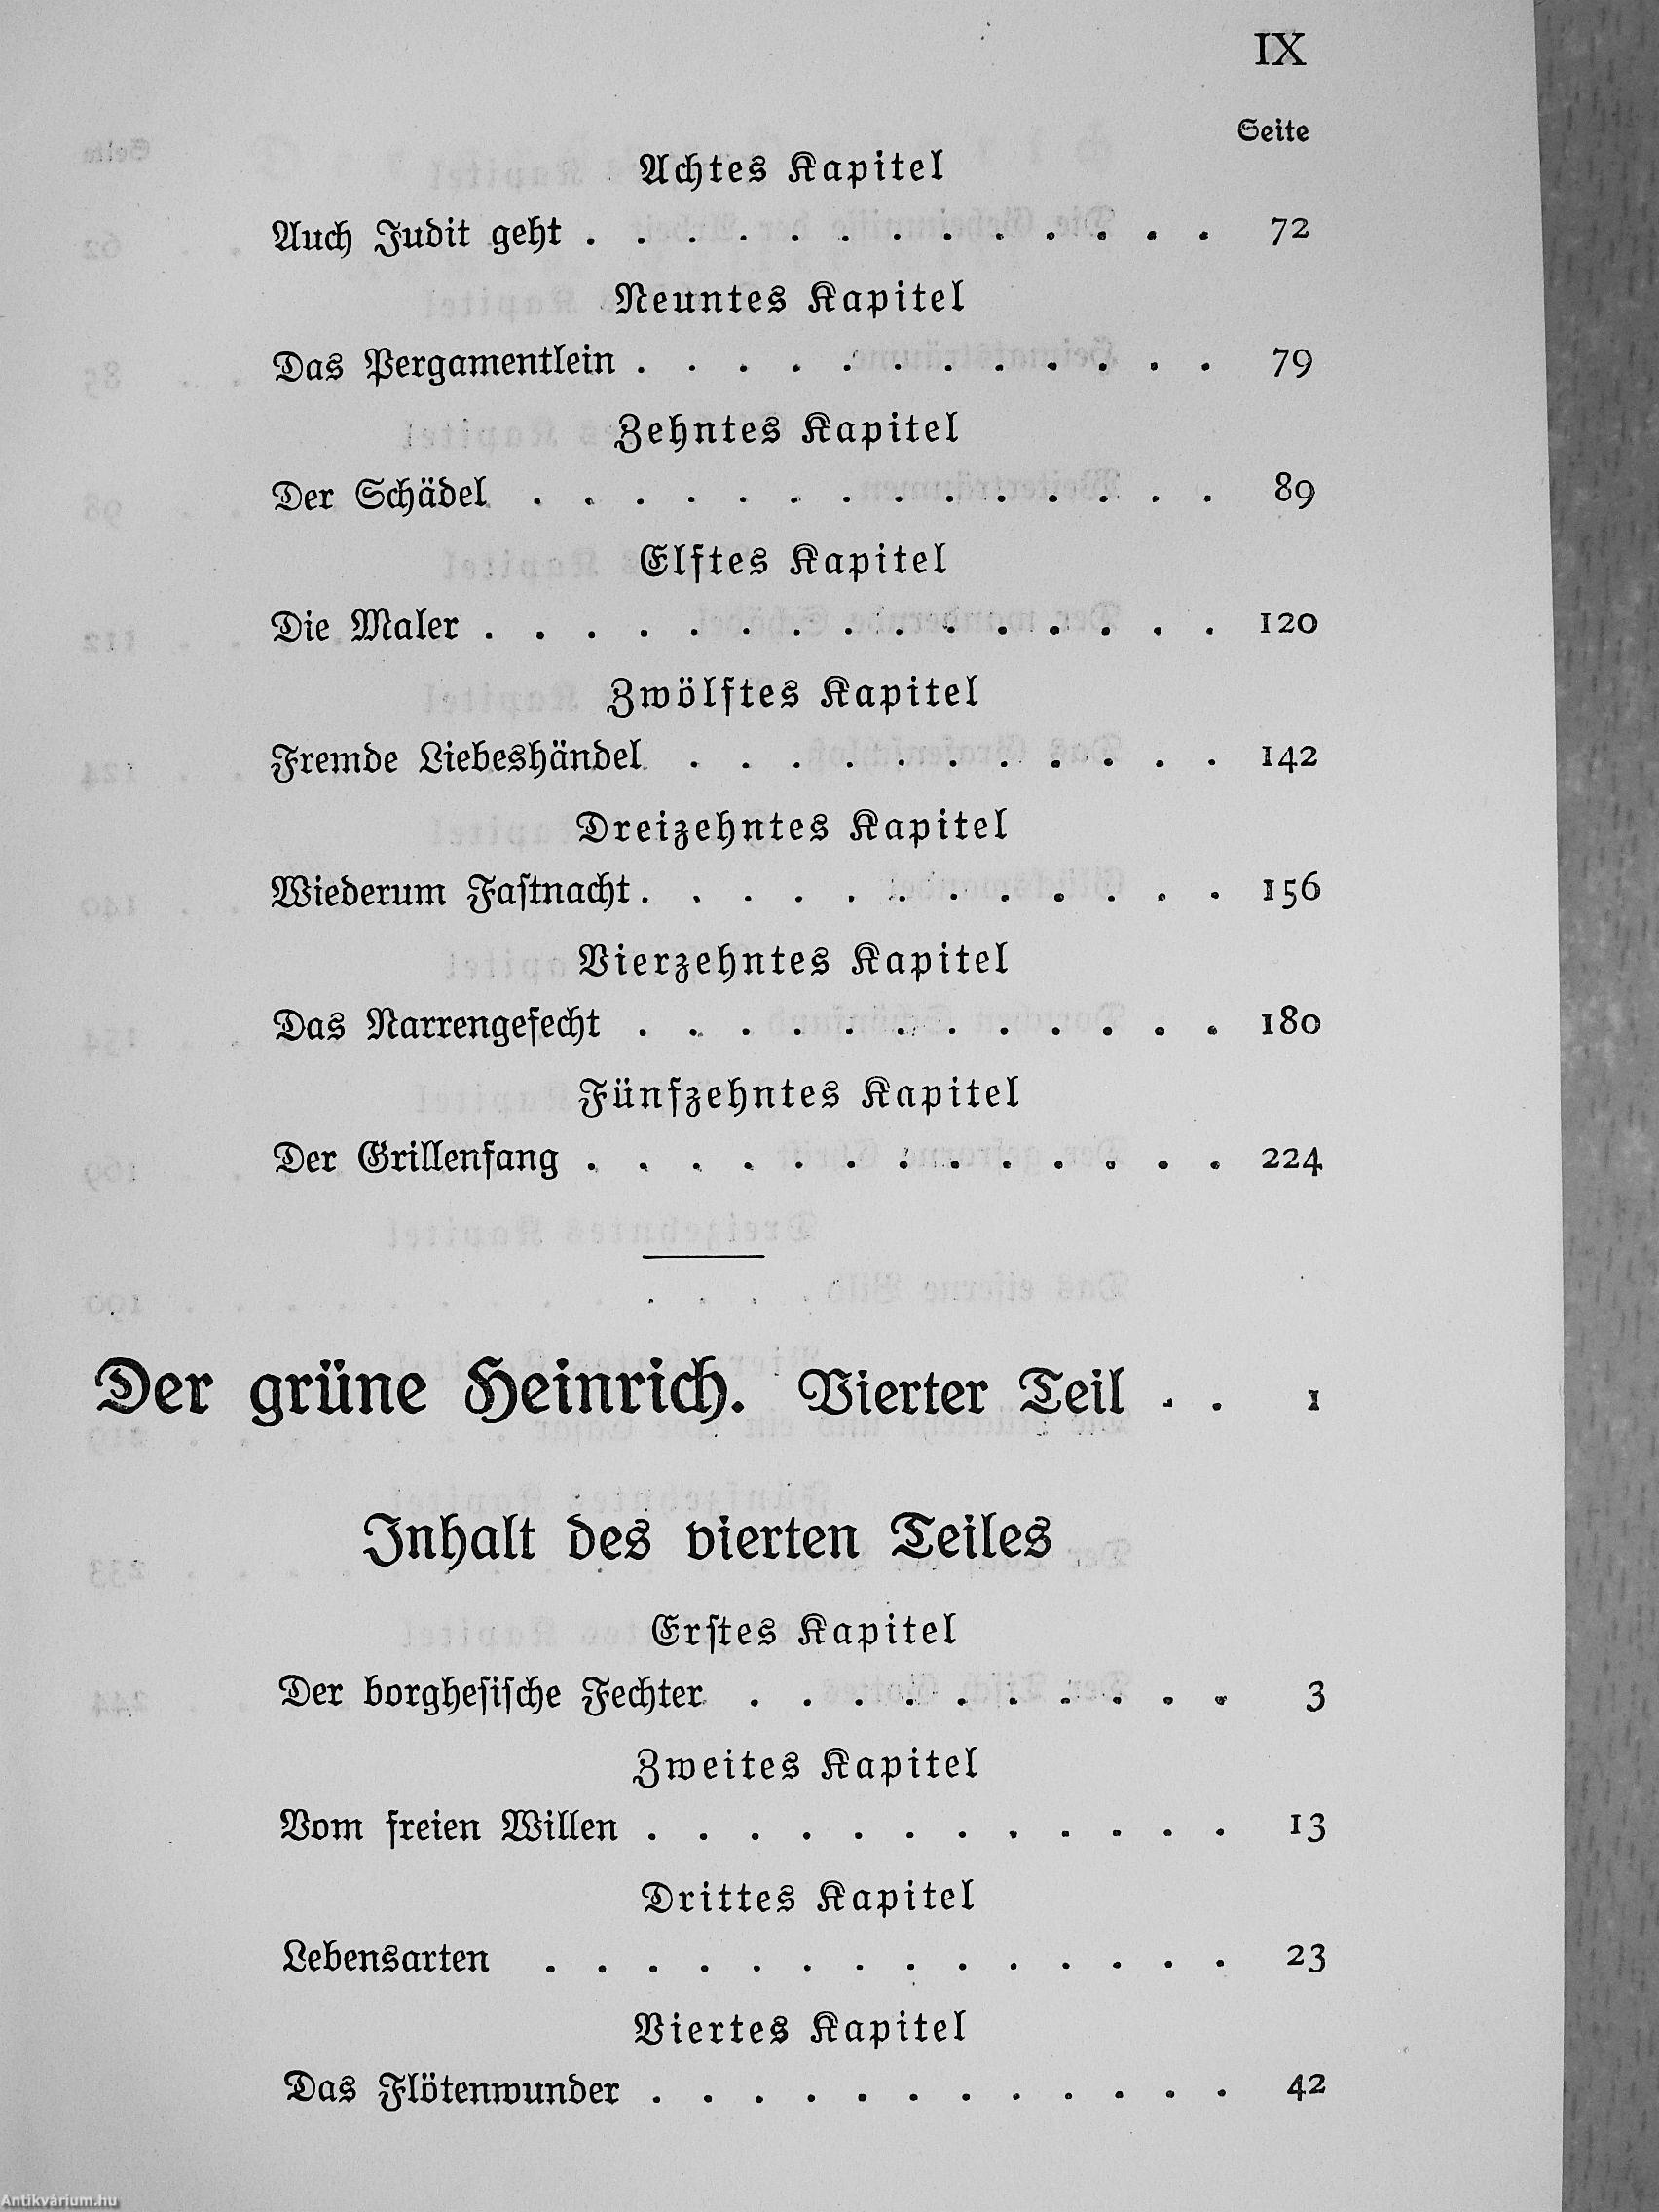 IX
Seite
Achtes Kapitel
Auch Judit geht . . . . . . . . . . . . . 72
Neuntes Kapitel
Das Pergamentlein . . . . . . . . . . . . 79
Zehntes Kapitel
Der Schädel . . . . . . . . . . . . . . 89
Elftes Kapitel
Die Maler . . . . . . . . . . . . . . . 120
Zwölftes Kapitel
Fremde Liebeshändel . . . . . . . . . . . 142
Dreizehntes Kapitel
Wiederum Faſtnacht . . . . . . . . . . . . 156
Vierzehntes Kapitel
Das Narrengefecht . . . . . . . . . . . . 180
Fünfzehntes Kapitel
Der Grillenfang . . . . . . . . . . . . . 224
Der grüne Heinrich. Vierter Teil . . 1
Inhalt des vierten Teiles
Erſtes Kapitel
Der borgheſiſche Fechter . . . . . . . . . . 3
Zweites Kapitel
Vom freien Willen . . . . . . . . . . . . 13
Drittes Kapitel
Lebensarten . . . . . . . . . . . . . . 23
Viertes Kapitel
Das Flötenwunder . . . . . . . . . . . . 42
Antikvárium.hu